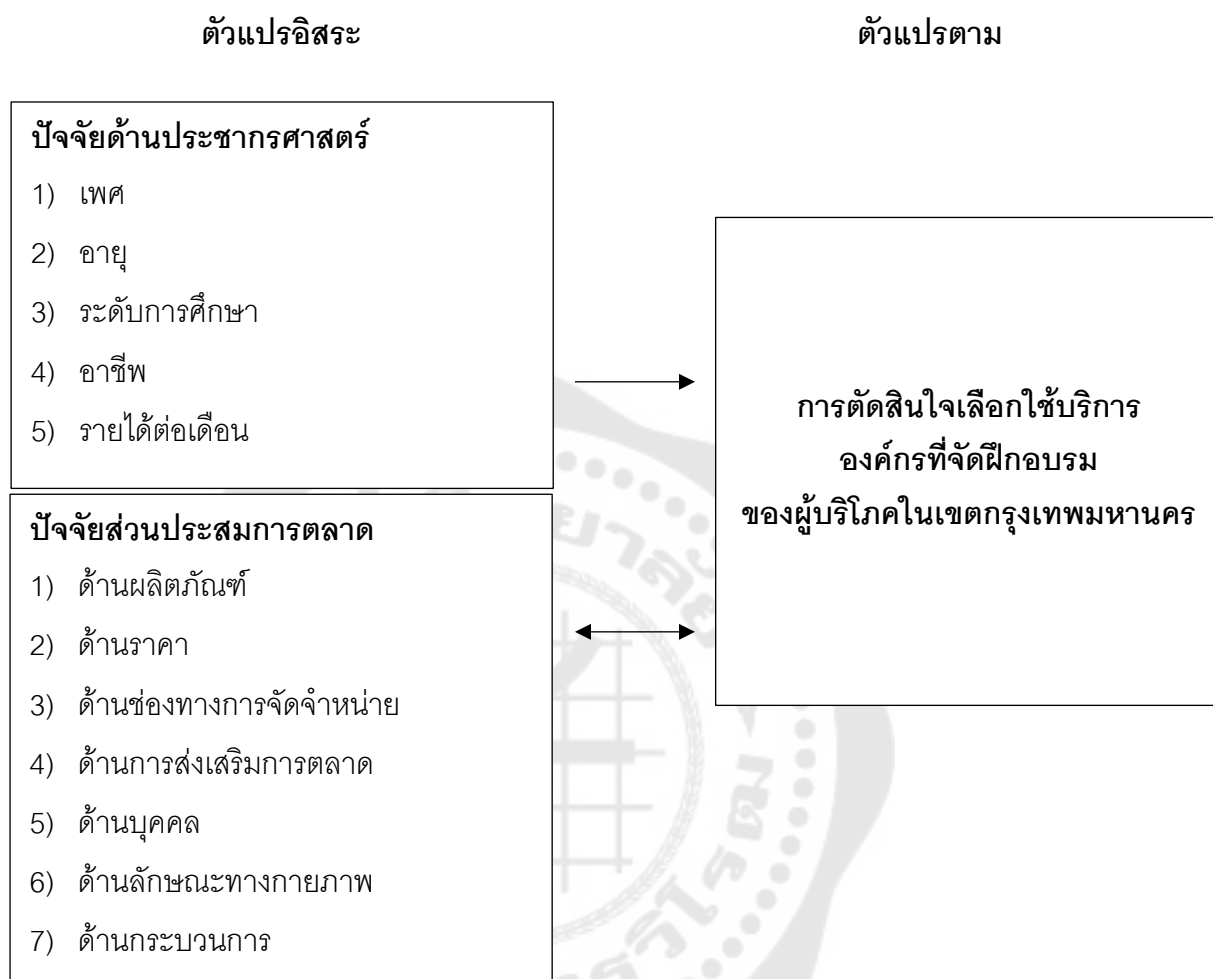 ตัวแปรอิสระ
ตัวแปรตาม
ปัจจัยด้านประชากรศาสตร์
1) เพศ
2) อายุ
3) ระดับการศึกษา
4) อาชีพ
5) รายได้ต่อเดือน
ปัจจัยส่วนประสมการตลาด
1) ด้านผลิตภัณฑ์
2) ด้านราคา
3) ด้านช่องทางการจัดจำหน่าย
4) ด้านการส่งเสริมการตลาด
5) ด้านบุคคล
6) ด้านลักษณะทางกายภาพ
7) ด้านกระบวนการ
การตัดสินใจเลือกใช้บริการ
องค์กรที่จัดฝึกอบรม
ของผู้บริโภคในเขตกรุงเทพมหานคร